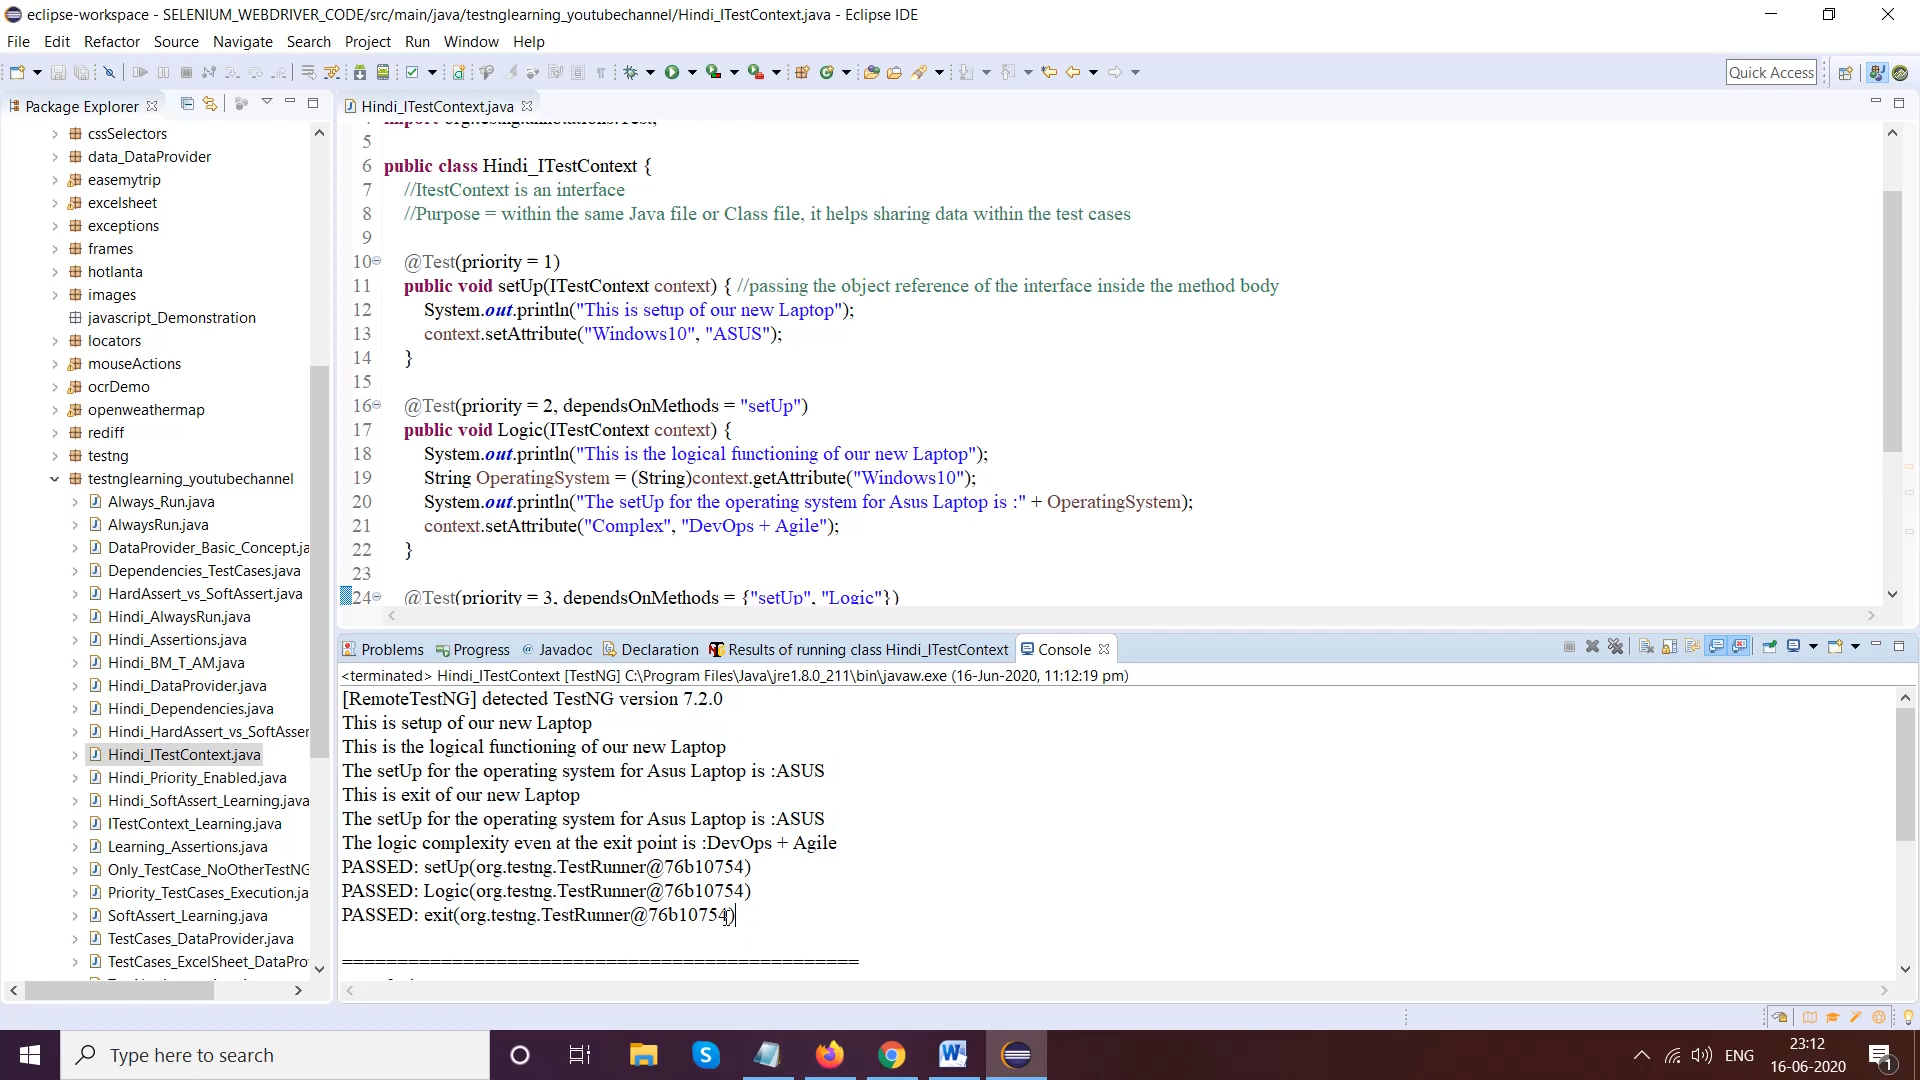 eclipse-workspace - SELENIUM_WEBDRIVER_CODE/src/main/java/testnglearning_youtubechannel/Hindi_ITestContext.java - Eclipse IDE
File Edit Refactor Source Navigate Search Project Run Window Help
Quick Access
Package Explorer
cssSelectors
data_DataProvider
easemytrip
excelsheet
exceptions
frames
hotlanta
images
javascript_Demonstration
locators
mouseActions
ocrDemo
openweathermap
rediff
testng
testnglearning_youtubechannel
Always_Run.java
AlwaysRun.java
DataProvider_Basic_Concept.ja
Dependencies_TestCases.java
HardAssert_vs_SoftAssert.java
Hindi_AlwaysRun.java
Hindi_Assertions.java
Hindi_BM_T_AM.java
Hindi_DataProvider.java
Hindi_Dependencies.java
Hindi_HardAssert_vs_SoftAsser
Hindi_ITestContext.java
Hindi_Priority_Enabled.java
Hindi_SoftAssert_Learning.java
ITestContext_Learning.java
Learning_Assertions.java
Only_TestCase_NoOtherTestNG
Priority_TestCases_Execution.ja
SoftAssert_Learning.java
TestCases_DataProvider.java
TestCases_ExcelSheet_DataPro
Hindi_ITestContext.java
4 import org.testng.annotations.Test;
5
6 public class Hindi_ITestContext {
7 //ItestContext is an interface
8 //Purpose = within the same Java file or Class file, it helps sharing data within the test cases
9
10 @Test(priority = 1)
11 public void setUp(ITestContext context) { //passing the object reference of the interface inside the method body
12 System.out.println("This is setup of our new Laptop");
13 context.setAttribute("Windows10", "ASUS");
14 }
15
16 @Test(priority = 2, dependsOnMethods = "setUp")
17 public void Logic(ITestContext context) {
18 System.out.println("This is the logical functioning of our new Laptop");
19 String OperatingSystem = (String)context.getAttribute("Windows10");
20 System.out.println("The setUp for the operating system for Asus Laptop is :" + OperatingSystem);
21 context.setAttribute("Complex", "DevOps + Agile");
22 }
23
24 @Test(priority = 3, dependsOnMethods = {"setUp", "Logic"})
Problems Progress @ Javadoc Declaration Results of running class Hindi_ITestContext Console
<terminated> Hindi_ITestContext [TestNG] C:\Program Files\Java\jre1.8.0_211\bin\javaw.exe (16-Jun-2020, 11:12:19 pm)
[RemoteTestNG] detected TestNG version 7.2.0
This is setup of our new Laptop
This is the logical functioning of our new Laptop
The setUp for the operating system for Asus Laptop is :ASUS
This is exit of our new Laptop
The setUp for the operating system for Asus Laptop is :ASUS
The logic complexity even at the exit point is :DevOps + Agile
PASSED: setUp(org.testng.TestRunner@76b10754)
PASSED: Logic(org.testng.TestRunner@76b10754)
PASSED: exit(org.testng.TestRunner@76b10754)
===============================================
Type here to search
ENG
23:12
16-06-2020
1